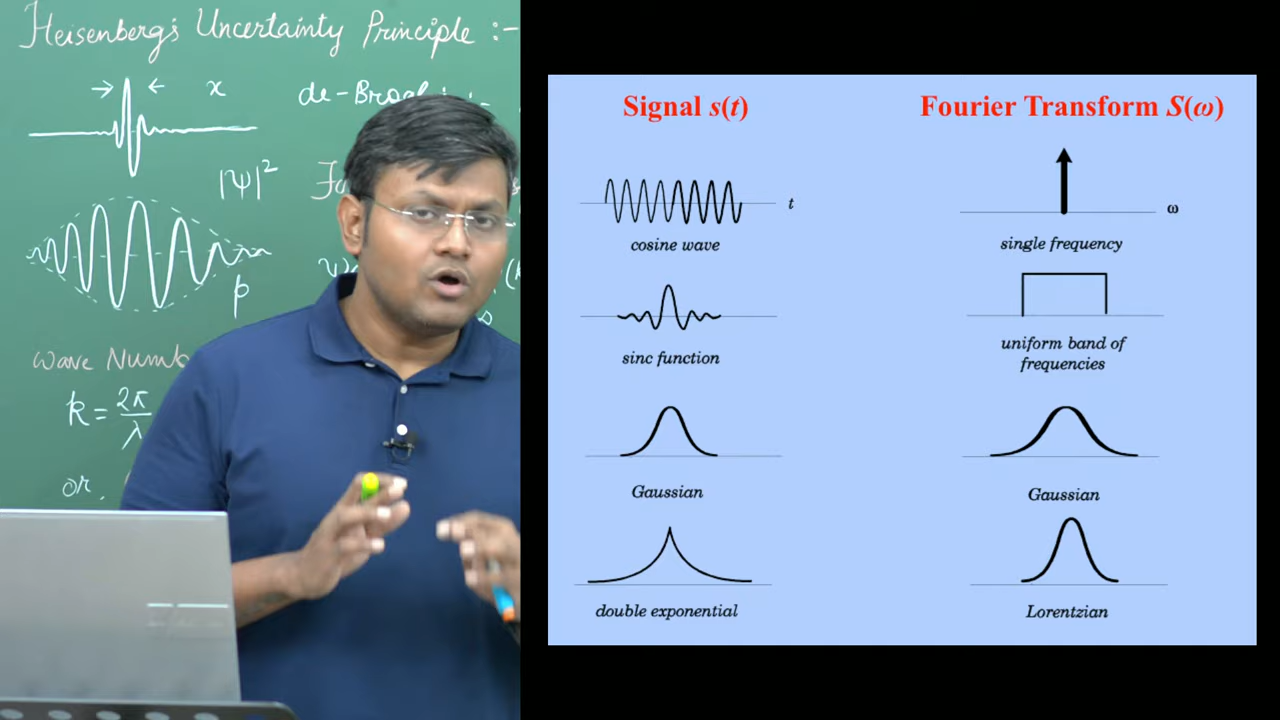 Heisenberg's Uncertainty Principle :-
x
de-Brog
|Ψ|²
p
Wave Numb
k = 2π/λ
or,
Signal s(t)
Fourier Transform S(ω)
t
ω
cosine wave
single frequency
sinc function
uniform band of
frequencies
Gaussian
Gaussian
double exponential
Lorentzian